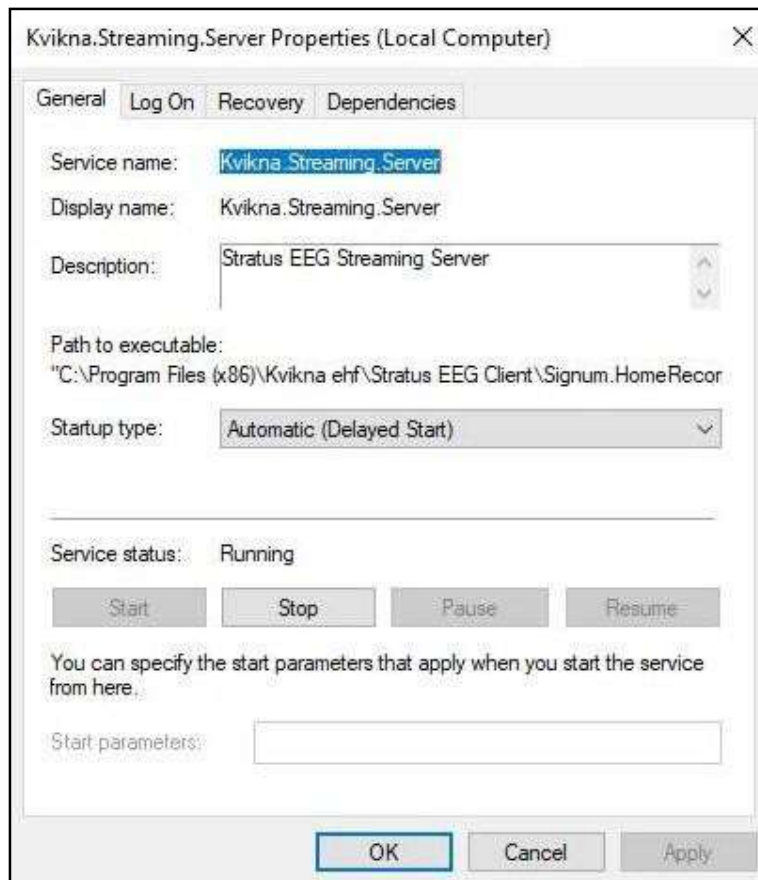 Kvikna.Streaming.Server Properties (Local Computer)
General Log On Recovery Dependencies
Service name: Kvikna.Streaming.Server
Display name: Kvikna.Streaming.Server
Description: Stratus EEG Streaming Server
Path to executable:
"C:\Program Files (x86)\Kvikna ehf\Stratus EEG Client\Signum.HomeRecor
Startup type: Automatic (Delayed Start)
Service status: Running
Start Stop Pause Resume
You can specify the start parameters that apply when you start the service
from here.
Start parameters:
OK Cancel Apply